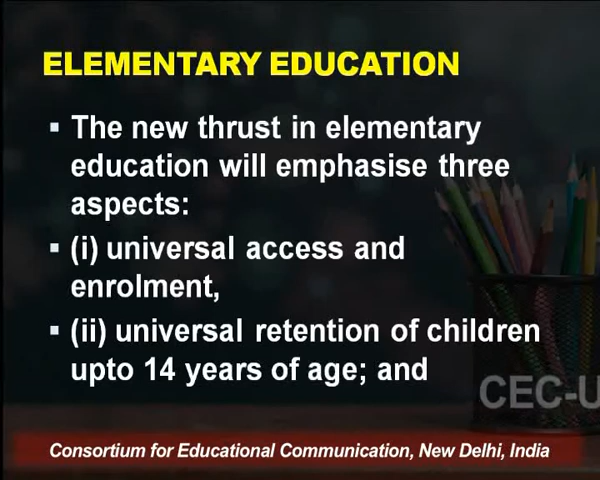 ELEMENTARY EDUCATION
▪ The new thrust in elementary
education will emphasise three
aspects:
▪ (i) universal access and
enrolment,
▪ (ii) universal retention of children
upto 14 years of age; and
CEC-U
Consortium for Educational Communication, New Delhi, India